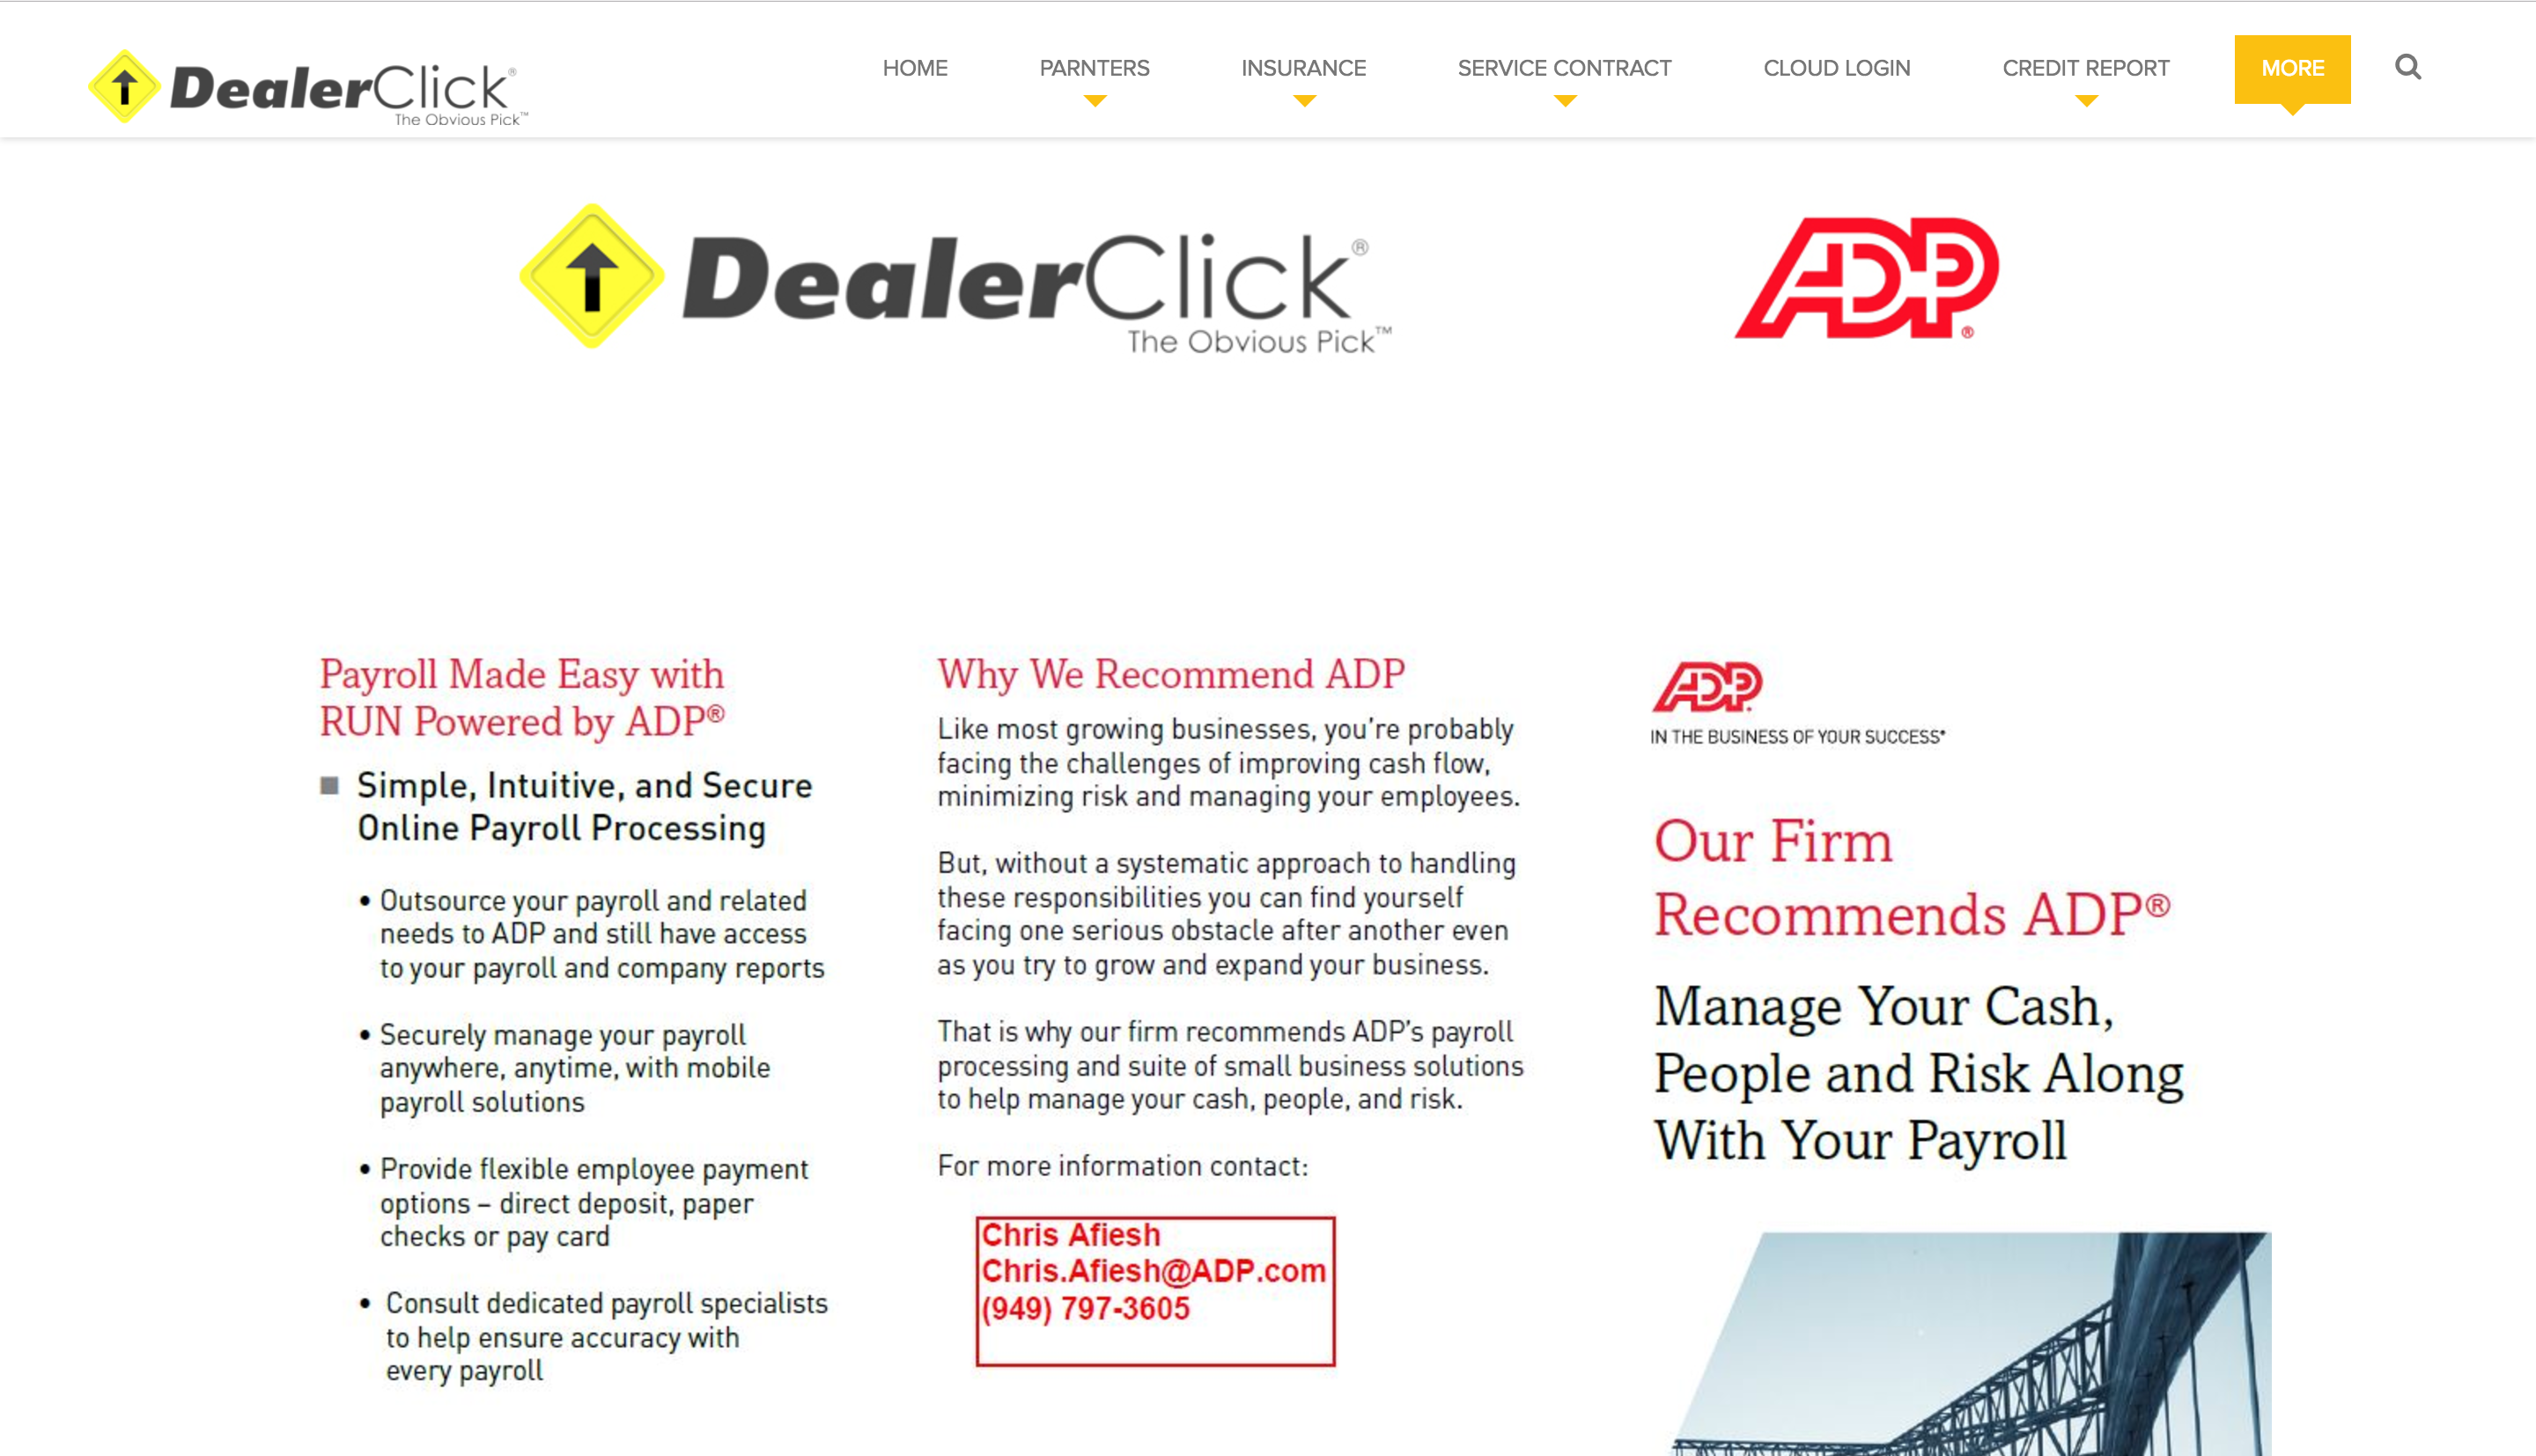 DealerClick®
The Obvious Pick™
HOME
PARNTERS
INSURANCE
SERVICE CONTRACT
CLOUD LOGIN
CREDIT REPORT
MORE
DealerClick®
The Obvious Pick™
ADP®
Payroll Made Easy with
RUN Powered by ADP®
Simple, Intuitive, and Secure
Online Payroll Processing
• Outsource your payroll and related
needs to ADP and still have access
to your payroll and company reports
• Securely manage your payroll
anywhere, anytime, with mobile
payroll solutions
• Provide flexible employee payment
options – direct deposit, paper
checks or pay card
• Consult dedicated payroll specialists
to help ensure accuracy with
every payroll
Why We Recommend ADP
Like most growing businesses, you're probably
facing the challenges of improving cash flow,
minimizing risk and managing your employees.
But, without a systematic approach to handling
these responsibilities you can find yourself
facing one serious obstacle after another even
as you try to grow and expand your business.
That is why our firm recommends ADP's payroll
processing and suite of small business solutions
to help manage your cash, people, and risk.
For more information contact:
Chris Afiesh
Chris.Afiesh@ADP.com
(949) 797-3605
ADP
IN THE BUSINESS OF YOUR SUCCESS®
Our Firm
Recommends ADP®
Manage Your Cash,
People and Risk Along
With Your Payroll